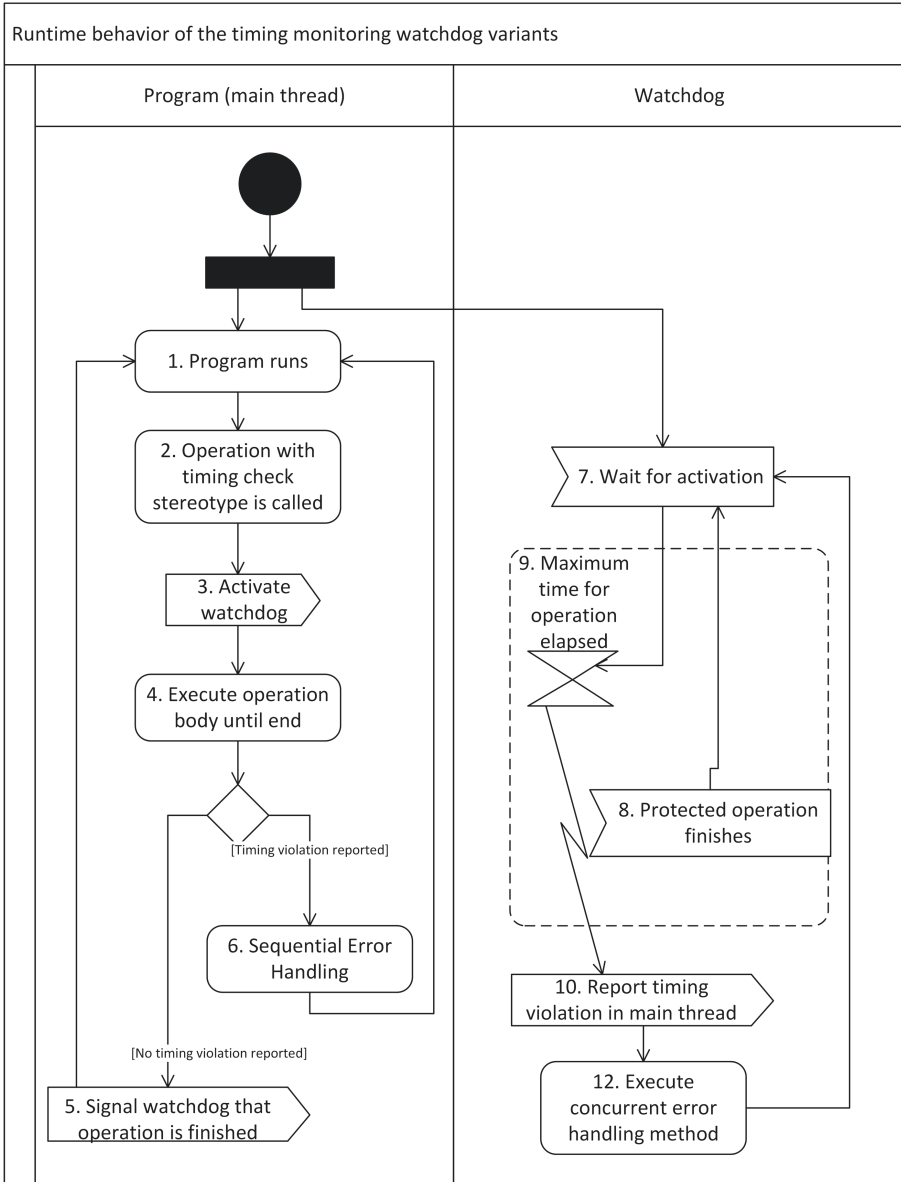 Runtime behavior of the timing monitoring watchdog variants
Program (main thread)
Watchdog
1. Program runs
2. Operation with
timing check
stereotype is called
3. Activate
watchdog
4. Execute operation
body until end
[Timing violation reported]
6. Sequential Error
Handling
[No timing violation reported]
5. Signal watchdog that
operation is finished
7. Wait for activation
9. Maximum
time for
operation
elapsed
8. Protected operation
finishes
10. Report timing
violation in main thread
12. Execute
concurrent error
handling method